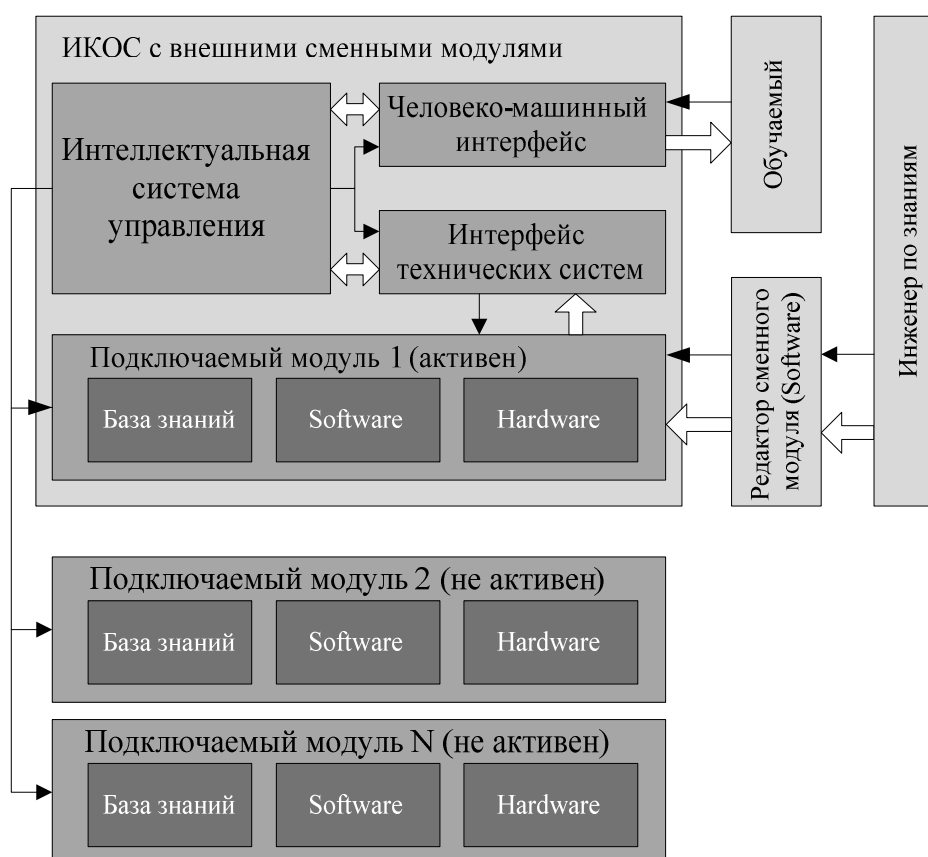 ИКОС с внешними сменными модулями
Интеллектуальная
система
управления
Человеко-машинный
интерфейс
Интерфейс
технических систем
Подключаемый модуль 1 (активен)
База знаний
Software
Hardware
Обучаемый
Редактор сменного
модуля (Software)
Инженер по знаниям
Подключаемый модуль 2 (не активен)
База знаний
Software
Hardware
Подключаемый модуль N (не активен)
База знаний
Software
Hardware